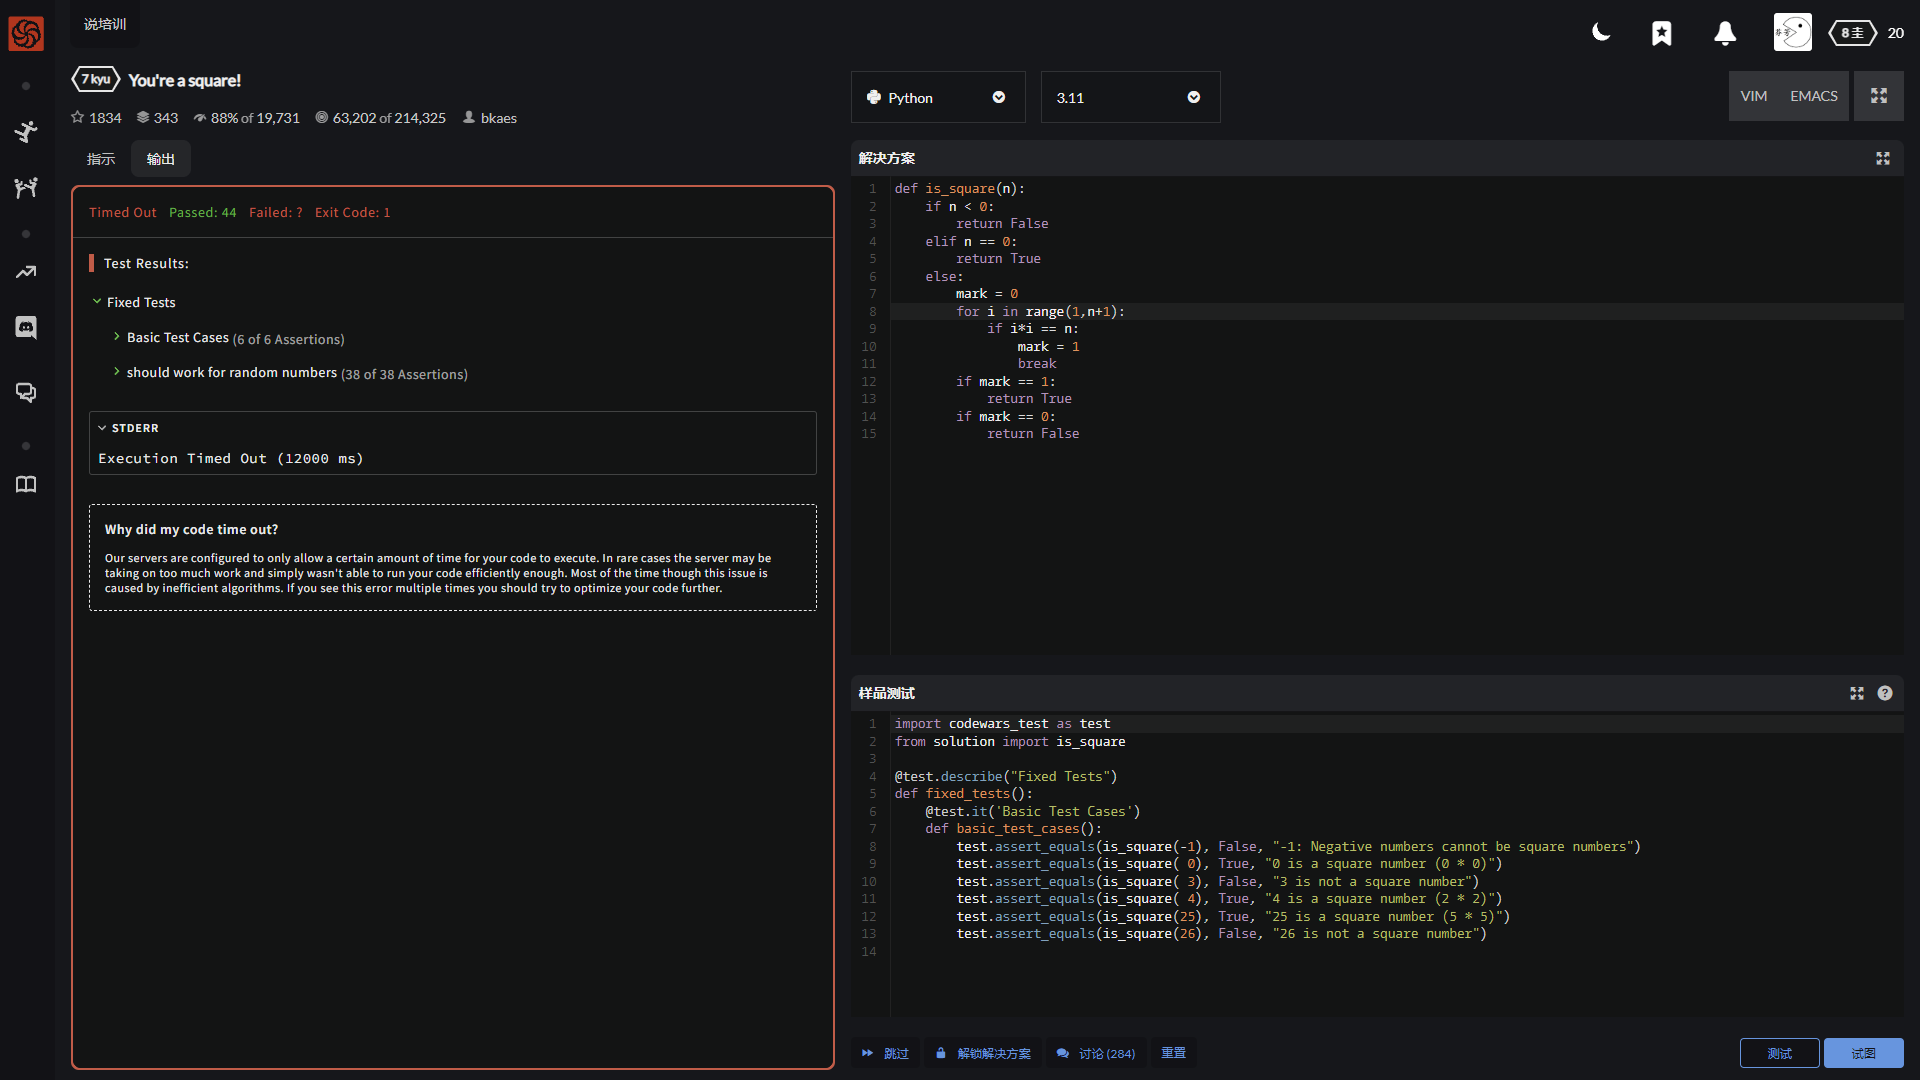 说培训
8 圭 20
7 kyu You're a square!
1834 343 88% of 19,731 63,202 of 214,325 bkaes
指示 输出
Timed Out Passed: 44 Failed: ? Exit Code: 1
Test Results:
Fixed Tests
Basic Test Cases (6 of 6 Assertions)
should work for random numbers (38 of 38 Assertions)
STDERR
Execution Timed Out (12000 ms)
Why did my code time out?
Our servers are configured to only allow a certain amount of time for your code to execute. In rare cases the server may be
taking on too much work and simply wasn't able to run your code efficiently enough. Most of the time though this issue is
caused by inefficient algorithms. If you see this error multiple times you should try to optimize your code further.
Python 3.11 VIM EMACS
解决方案
1 def is_square(n):
2     if n < 0:
3         return False
4     elif n == 0:
5         return True
6     else:
7         mark = 0
8         for i in range(1,n+1):
9             if i*i == n:
10                 mark = 1
11                 break
12         if mark == 1:
13             return True
14         if mark == 0:
15             return False
样品测试
1 import codewars_test as test
2 from solution import is_square
3
4 @test.describe("Fixed Tests")
5 def fixed_tests():
6     @test.it('Basic Test Cases')
7     def basic_test_cases():
8         test.assert_equals(is_square(-1), False, "-1: Negative numbers cannot be square numbers")
9         test.assert_equals(is_square( 0), True, "0 is a square number (0 * 0)")
10         test.assert_equals(is_square( 3), False, "3 is not a square number")
11         test.assert_equals(is_square( 4), True, "4 is a square number (2 * 2)")
12         test.assert_equals(is_square(25), True, "25 is a square number (5 * 5)")
13         test.assert_equals(is_square(26), False, "26 is not a square number")
14
跳过 解锁解决方案 讨论 (284) 重置 测试 试图